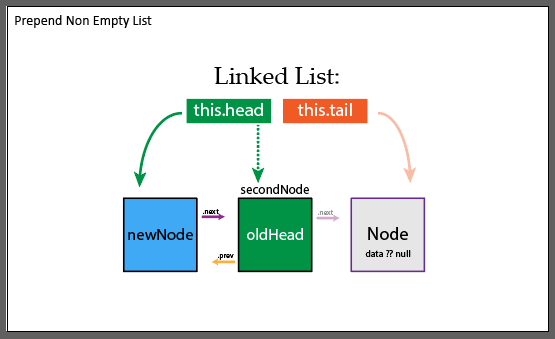 Prepend Non Empty List
Linked List:
this.head
this.tail
secondNode
newNode
.next
oldHead
.next
Node
data ?? null
.prev